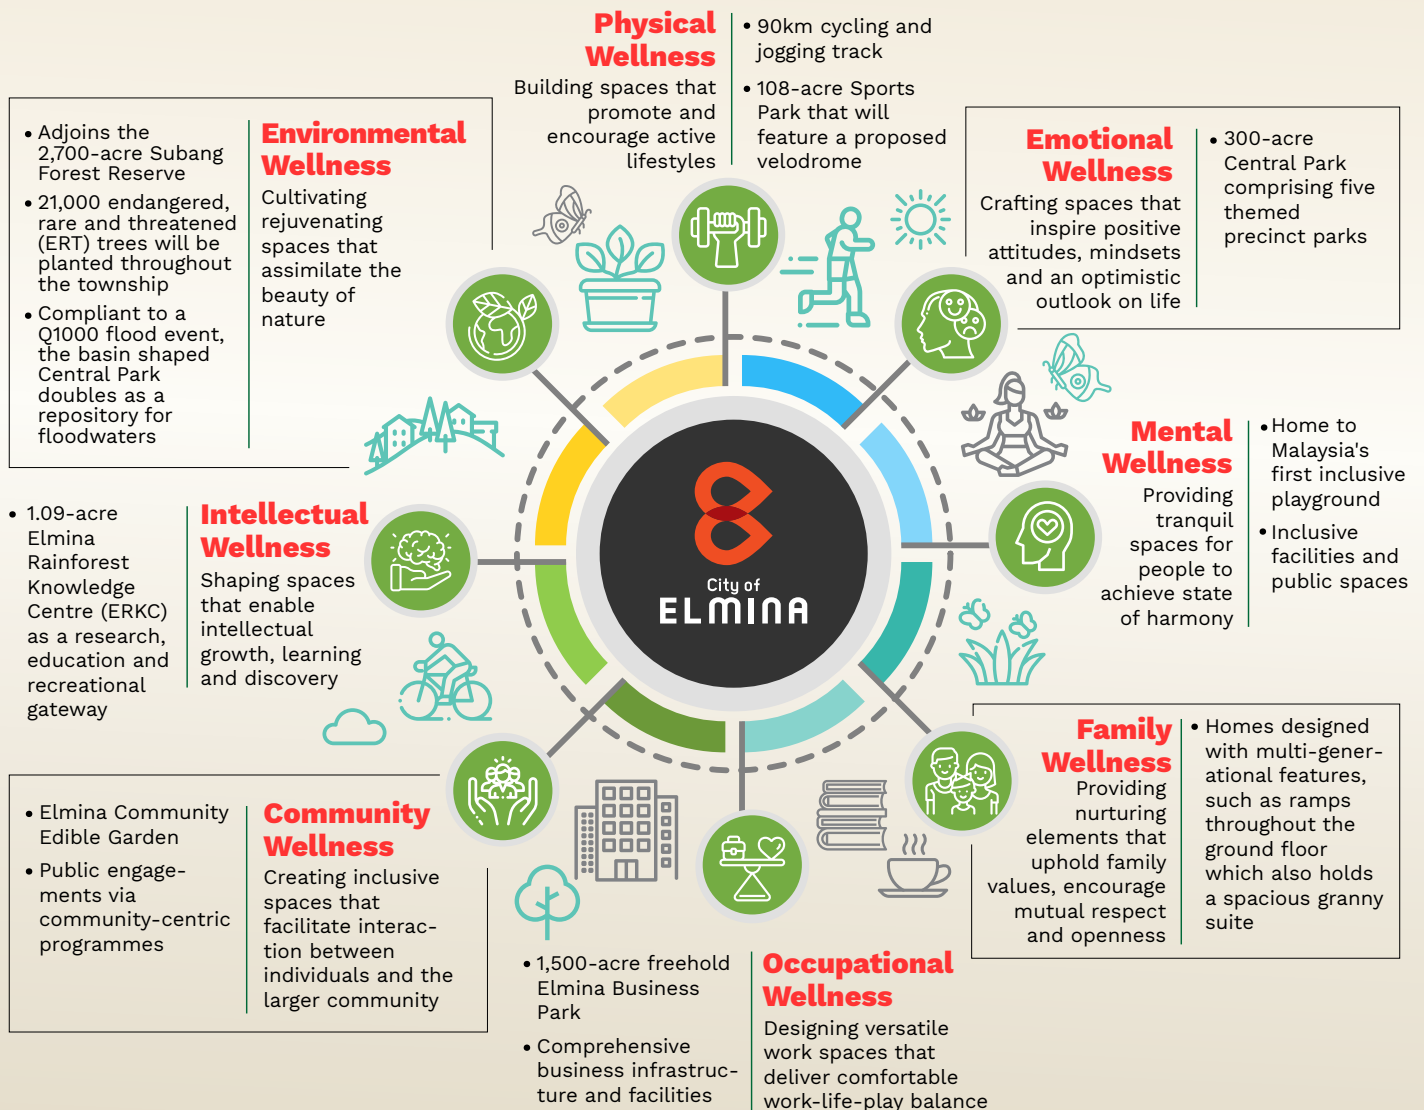 Physical
Wellness
Building spaces that
promote and
encourage active
lifestyles
• 90km cycling and
jogging track
• 108-acre Sports
Park that will
feature a proposed
velodrome
• Adjoins the
2,700-acre Subang
Forest Reserve
• 21,000 endangered,
rare and threatened
(ERT) trees will be
planted throughout
the township
• Compliant to a
Q1000 flood event,
the basin shaped
Central Park
doubles as a
repository for
floodwaters
Environmental
Wellness
Cultivating
rejuvenating
spaces that
assimilate the
beauty of
nature
Emotional
Wellness
Crafting spaces that
inspire positive
attitudes, mindsets
and an optimistic
outlook on life
• 300-acre
Central Park
comprising five
themed
precinct parks
Mental
Wellness
Providing
tranquil
spaces for
people to
achieve state
of harmony
• Home to
Malaysia's
first inclusive
playground
• Inclusive
facilities and
public spaces
• 1.09-acre
Elmina
Rainforest
Knowledge
Centre (ERKC)
as a research,
education and
recreational
gateway
Intellectual
Wellness
Shaping spaces
that enable
intellectual
growth, learning
and discovery
City of
ELMINA
Family
Wellness
Providing
nurturing
elements that
uphold family
values, encourage
mutual respect
and openness
• Homes designed
with multi-gener-
ational features,
such as ramps
throughout the
ground floor
which also holds
a spacious granny
suite
• Elmina Community
Edible Garden
• Public engage-
ments via
community-centric
programmes
Community
Wellness
Creating inclusive
spaces that
facilitate interac-
tion between
individuals and the
larger community
• 1,500-acre freehold
Elmina Business
Park
• Comprehensive
business infrastruc-
ture and facilities
Occupational
Wellness
Designing versatile
work spaces that
deliver comfortable
work-life-play balance